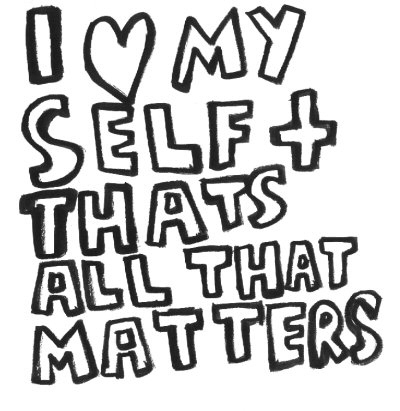 I ♡ MY
SELF +
THATS
ALL THAT
MATTERS